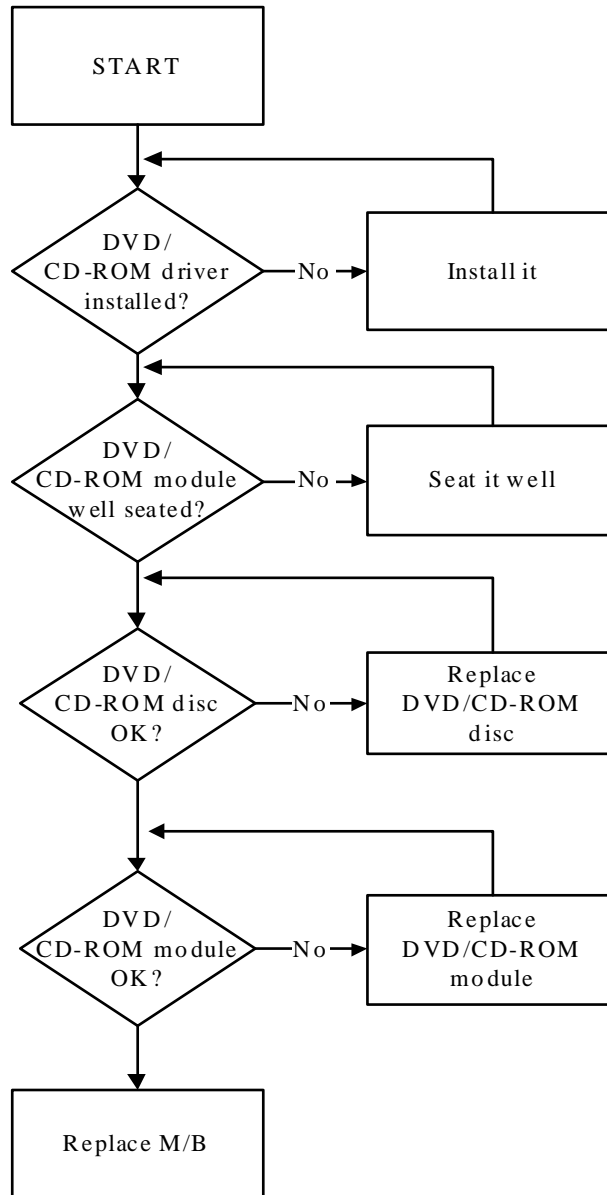 START
DVD/
CD-ROM driver
installed?
No
Install it
DVD/
CD-ROM module
well seated?
No
Seat it well
DVD/
CD-ROM disc
OK?
No
Replace
DVD/CD-ROM
disc
DVD/
CD-ROM module
OK?
No
Replace
DVD/CD-ROM
module
Replace M/B